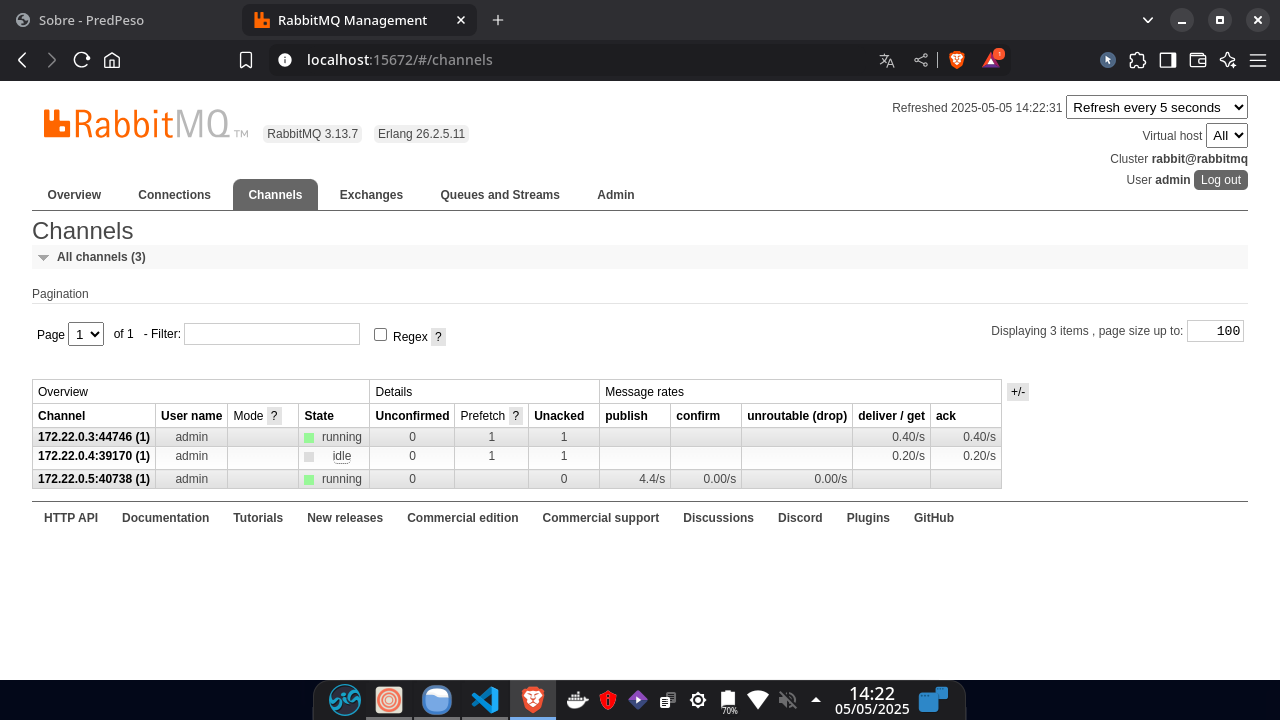 Sobre - PredPeso
RabbitMQ Management
localhost:15672/#/channels
1
RabbitMQ TM
RabbitMQ 3.13.7 Erlang 26.2.5.11
Refreshed 2025-05-05 14:22:31 Refresh every 5 seconds
Virtual host All
Cluster rabbit@rabbitmq
User admin Log out
Overview Connections Channels Exchanges Queues and Streams Admin
Channels
All channels (3)
Pagination
Page 1 of 1 - Filter: Regex ?
Displaying 3 items , page size up to: 100
Overview Details Message rates +/-
Channel User name Mode ? State Unconfirmed Prefetch ? Unacked publish confirm unroutable (drop) deliver / get ack
172.22.0.3:44746 (1) admin running 0 1 1 0.40/s 0.40/s
172.22.0.4:39170 (1) admin idle 0 1 1 0.20/s 0.20/s
172.22.0.5:40738 (1) admin running 0 0 4.4/s 0.00/s 0.00/s
HTTP API Documentation Tutorials New releases Commercial edition Commercial support Discussions Discord Plugins GitHub
70%
14:22
05/05/2025